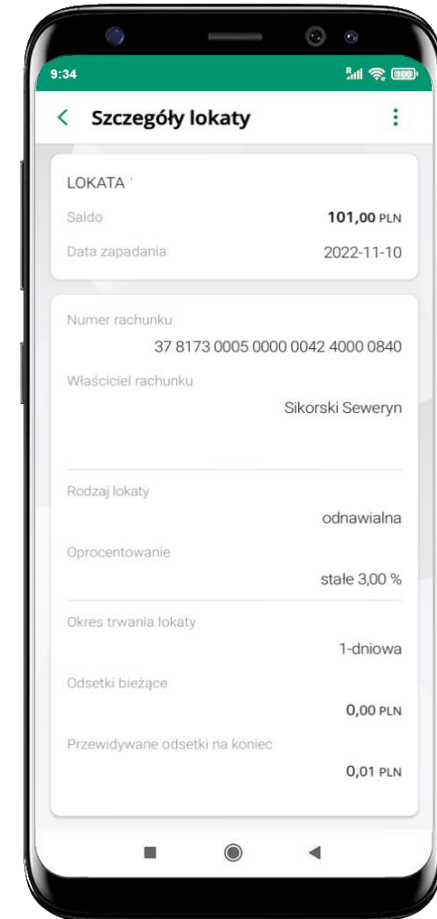 9:34
Szczegóły lokaty
LOKATA
Saldo 101,00 PLN
Data zapadania 2022-11-10
Numer rachunku
37 8173 0005 0000 0042 4000 0840
Właściciel rachunku
Sikorski Seweryn
Rodzaj lokaty
odnawialna
Oprocentowanie
stałe 3,00 %
Okres trwania lokaty
1-dniowa
Odsetki bieżące
0,00 PLN
Przewidywane odsetki na koniec
0,01 PLN